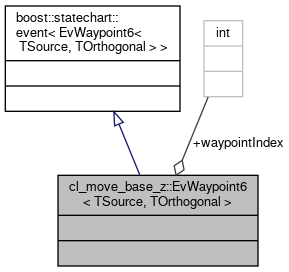 boost::statechart::
event< EvWaypoint6<
TSource, TOrthogonal > >
int
+waypointIndex
cl_move_base_z::EvWaypoint6
< TSource, TOrthogonal >